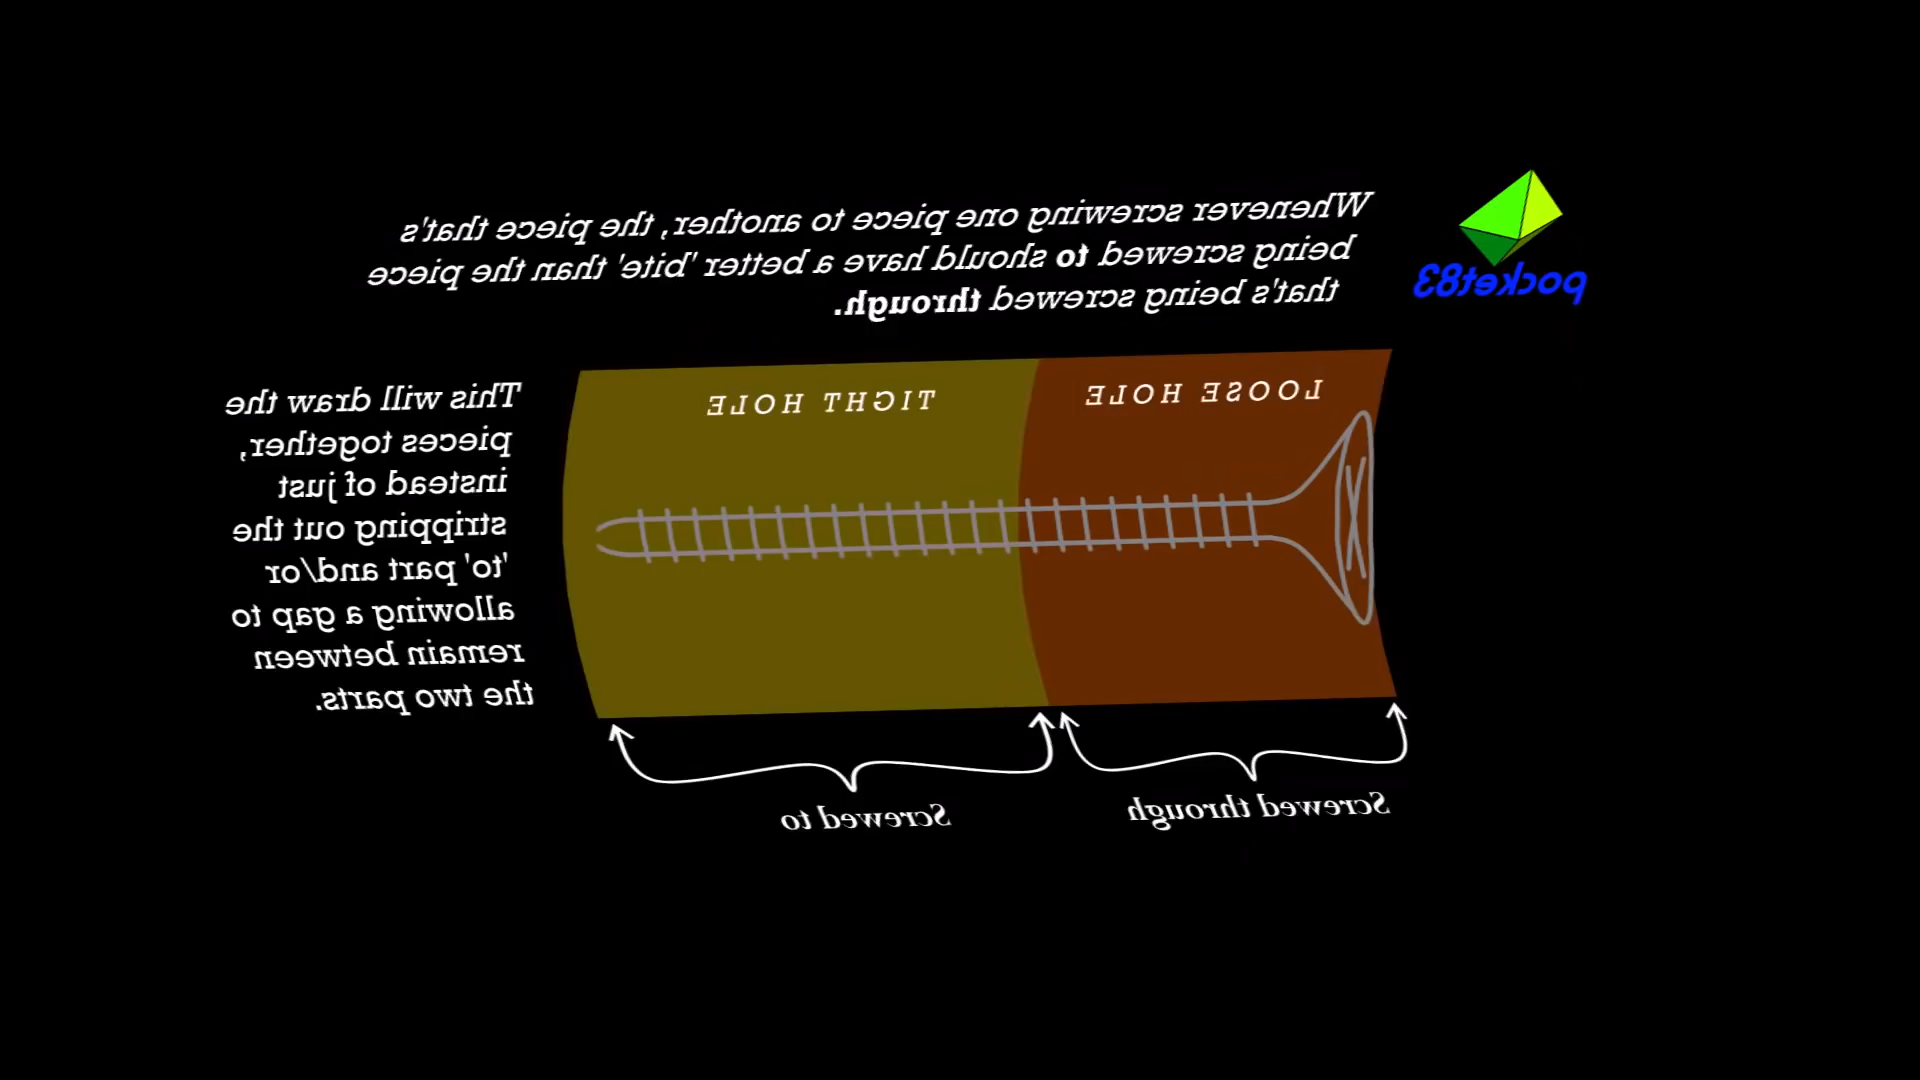 Whenever screwing one piece to another, the piece that's
being screwed to should have a better 'bite' than the piece
that's being screwed through.
pocket83
LOOSE HOLE
TIGHT HOLE
This will draw the
pieces together,
instead of just
stripping out the
'to' part and/or
allowing a gap to
remain between
the two parts.
Screwed through
Screwed to